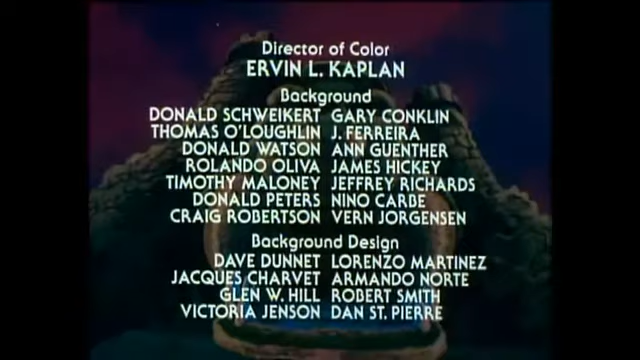 Director of Color
ERVIN L. KAPLAN
Background
DONALD SCHWEIKERT GARY CONKLIN
THOMAS O'LOUGHLIN J. FERREIRA
DONALD WATSON ANN GUENTHER
ROLANDO OLIVA JAMES HICKEY
TIMOTHY MALONEY JEFFREY RICHARDS
DONALD PETERS NINO CARBE
CRAIG ROBERTSON VERN JORGENSEN
Background Design
DAVE DUNNET LORENZO MARTINEZ
JACQUES CHARVET ARMANDO NORTE
GLEN W. HILL ROBERT SMITH
VICTORIA JENSON DAN ST. PIERRE